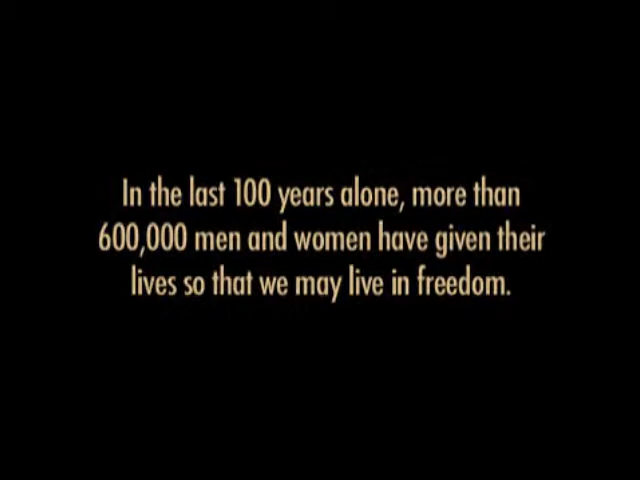 In the last 100 years alone, more than
600,000 men and women have given their
lives so that we may live in freedom.